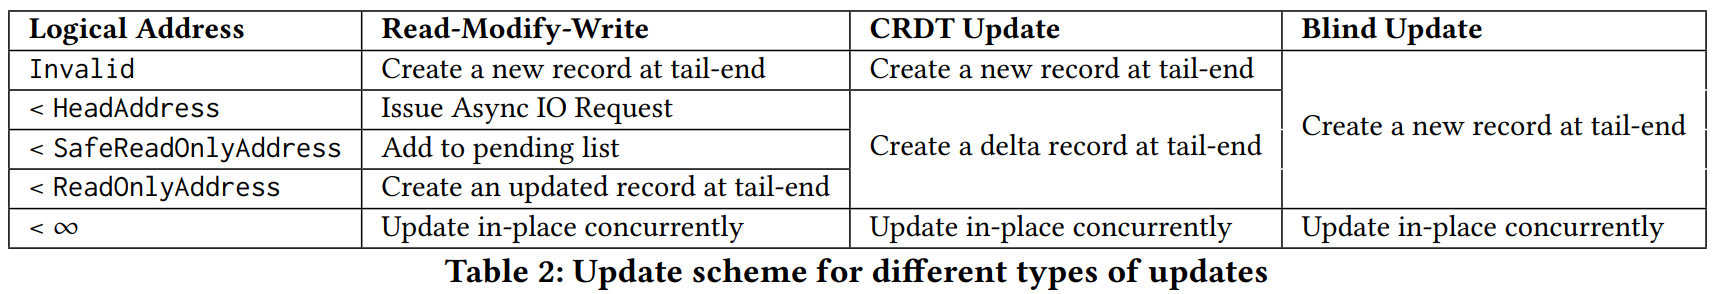 Logical Address Read-Modify-Write CRDT Update Blind Update
Invalid Create a new record at tail-end Create a new record at tail-end
< HeadAddress Issue Async IO Request
Create a new record at tail-end
< SafeReadOnlyAddress Add to pending list Create a delta record at tail-end
< ReadOnlyAddress Create an updated record at tail-end
< ∞ Update in-place concurrently Update in-place concurrently Update in-place concurrently
Table 2: Update scheme for different types of updates